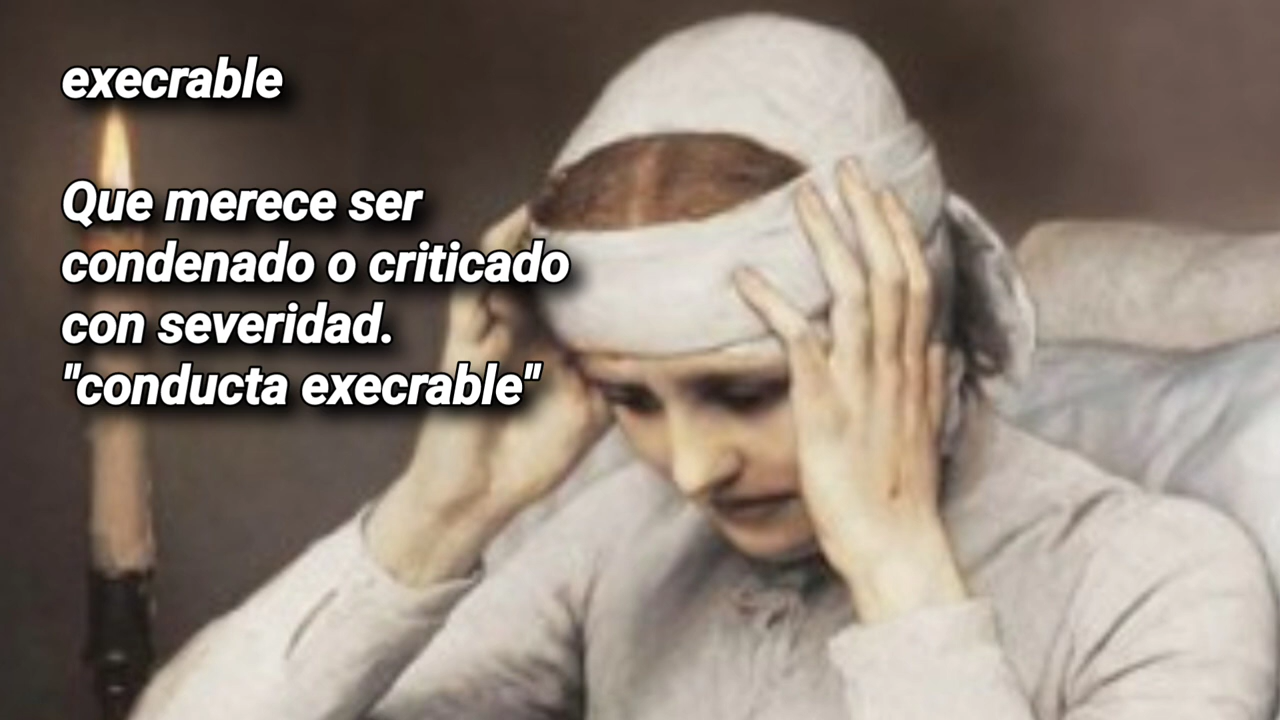 execrable
Que merece ser
condenado o criticado
con severidad.
"conducta execrable"